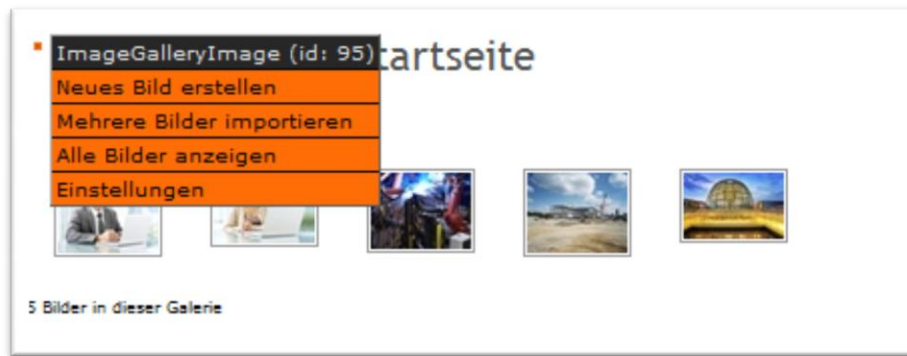 ImageGalleryImage (id: 95)
tartseite
Neues Bild erstellen
Mehrere Bilder importieren
Alle Bilder anzeigen
Einstellungen
5 Bilder in dieser Galerie